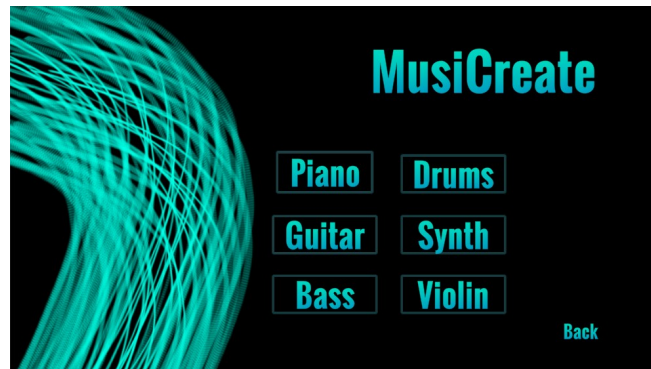 MusiCreate
Piano
Drums
Guitar
Synth
Bass
Violin
Back